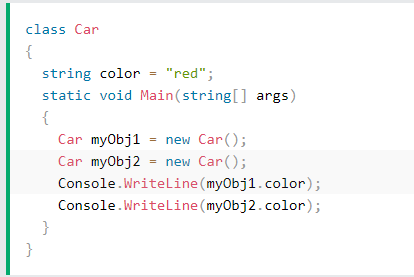 class Car
{
  string color = "red";
  static void Main(string[] args)
  {
    Car myObj1 = new Car();
    Car myObj2 = new Car();
    Console.WriteLine(myObj1.color);
    Console.WriteLine(myObj2.color);
  }
}